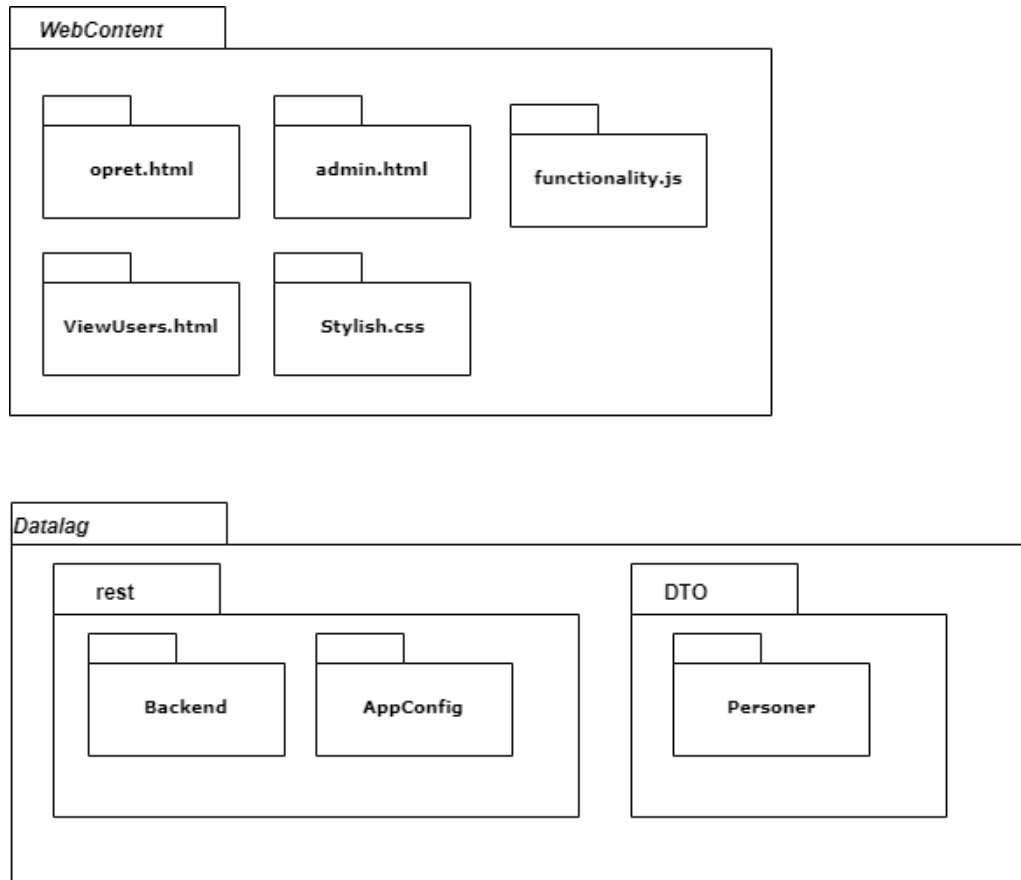 WebContent
opret.html
admin.html
functionality.js
ViewUsers.html
Stylish.css
Datalag
rest
DTO
Backend
AppConfig
Personer